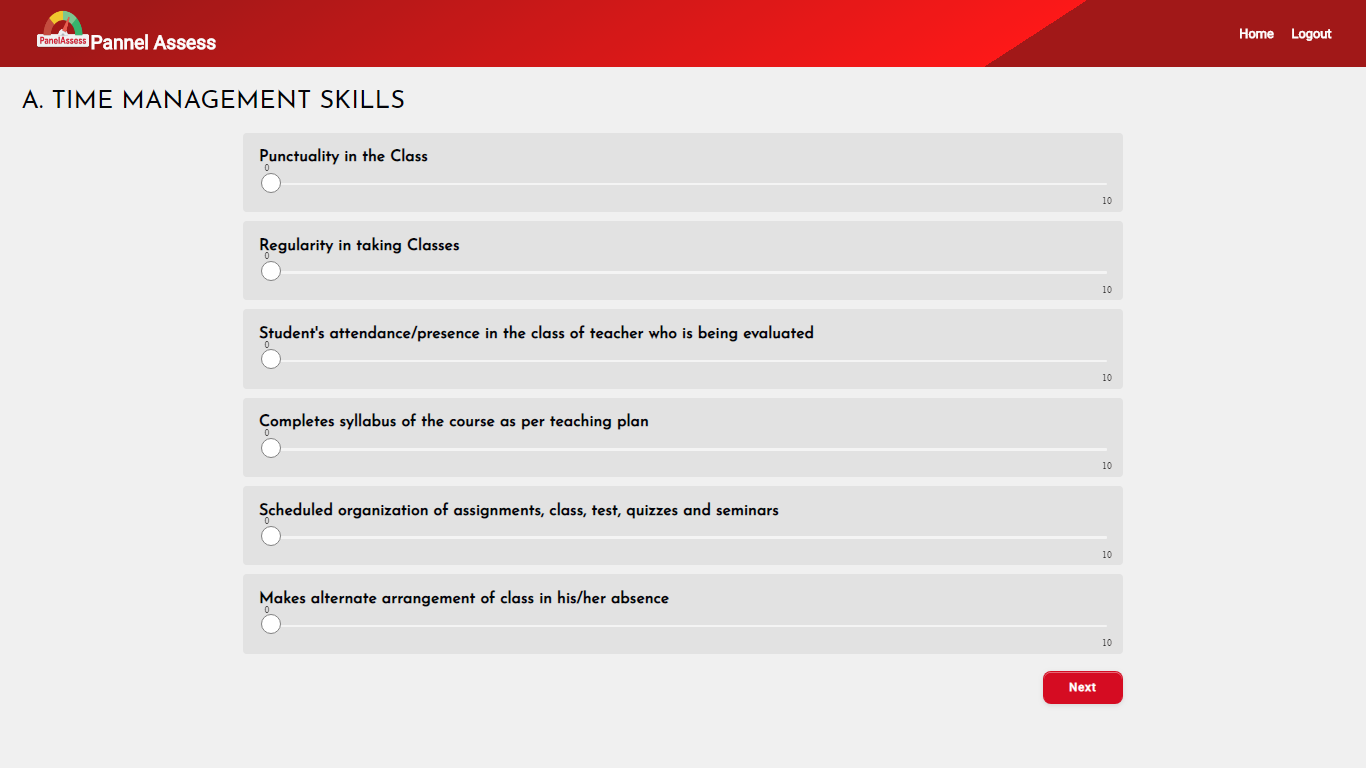 PanelAssess
Pannel Assess
Home
Logout
A. TIME MANAGEMENT SKILLS
Punctuality in the Class
0
10
Regularity in taking Classes
0
10
Student's attendance/presence in the class of teacher who is being evaluated
0
10
Completes syllabus of the course as per teaching plan
0
10
Scheduled organization of assignments, class, test, quizzes and seminars
0
10
Makes alternate arrangement of class in his/her absence
0
10
Next